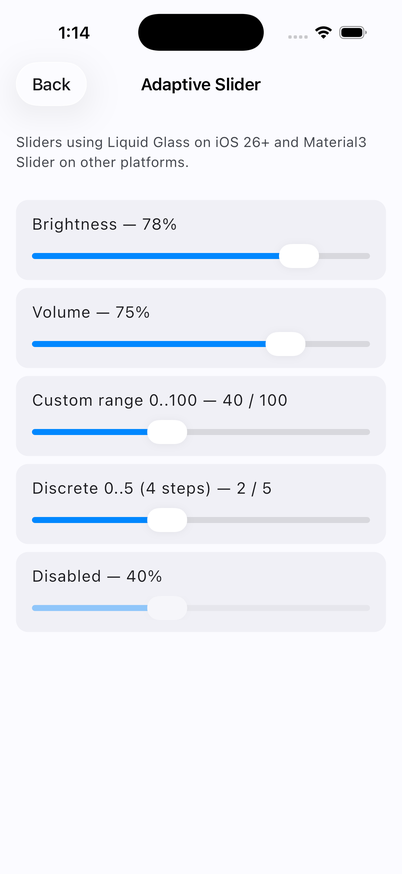 1:14
Back
Adaptive Slider
Sliders using Liquid Glass on iOS 26+ and Material3
Slider on other platforms.
Brightness — 78%
Volume — 75%
Custom range 0..100 — 40 / 100
Discrete 0..5 (4 steps) — 2 / 5
Disabled — 40%